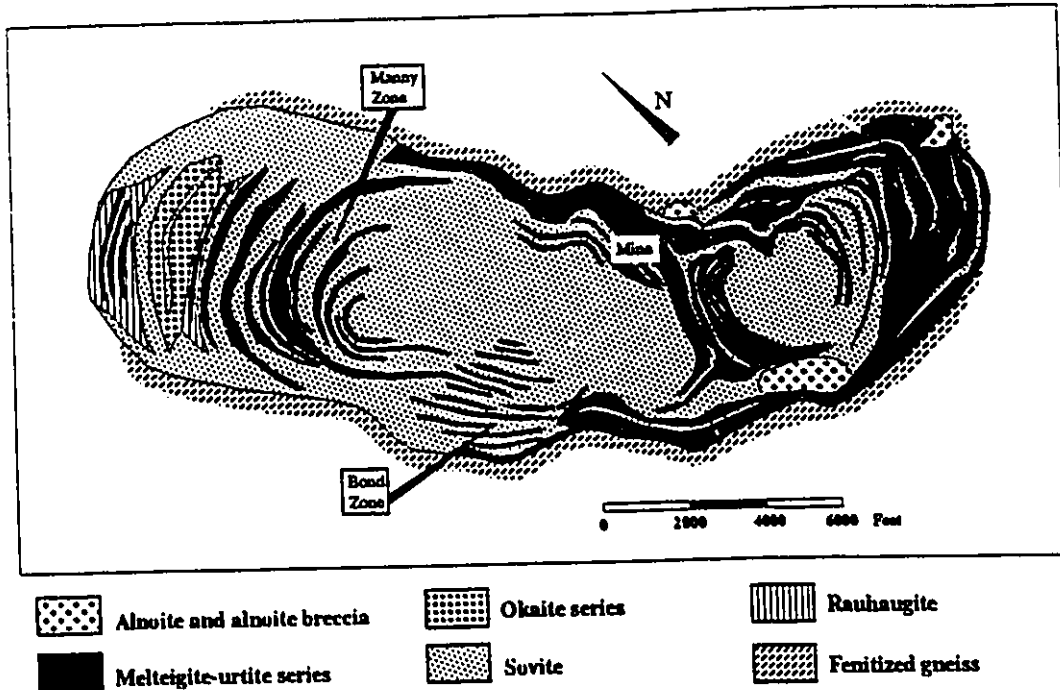 Manny
Zone
N
Mine
Bond
Zone
0 2000 4000 6000 Feet
Alnoite and alnoite breccia
Okaite series
Rauhaugite
Melteigite-urtite series
Sovite
Fenitized gneiss